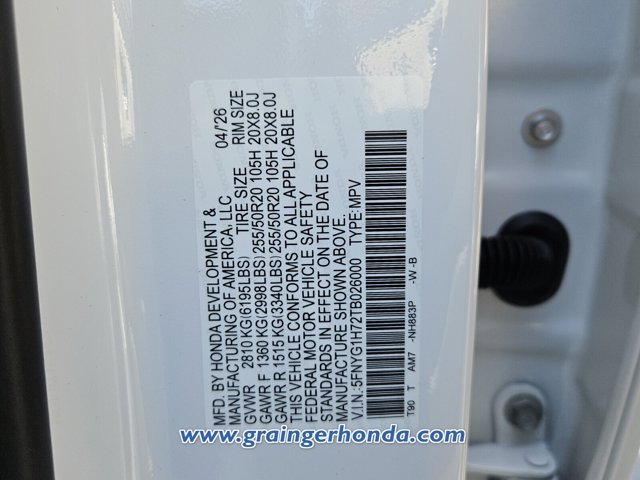 MFD. BY HONDA DEVELOPMENT & 04/26
MANUFACTURING OF AMERICA, LLC
GVWR 2810 KG(6195LBS) TIRE SIZE RIM SIZE
GAWR F 1360 KG(2998LBS) 255/50R20 105H 20X8.0J
GAWR R 1515 KG(3340LBS) 255/50R20 105H 20X8.0J
THIS VEHICLE CONFORMS TO ALL APPLICABLE
FEDERAL MOTOR VEHICLE SAFETY
STANDARDS IN EFFECT ON THE DATE OF
MANUFACTURE SHOWN ABOVE.
V.I.N.:5FNYG1H72TB026000 TYPE:MPV
T90 T AM7 -NH883P -W-B
www.graingerhonda.com